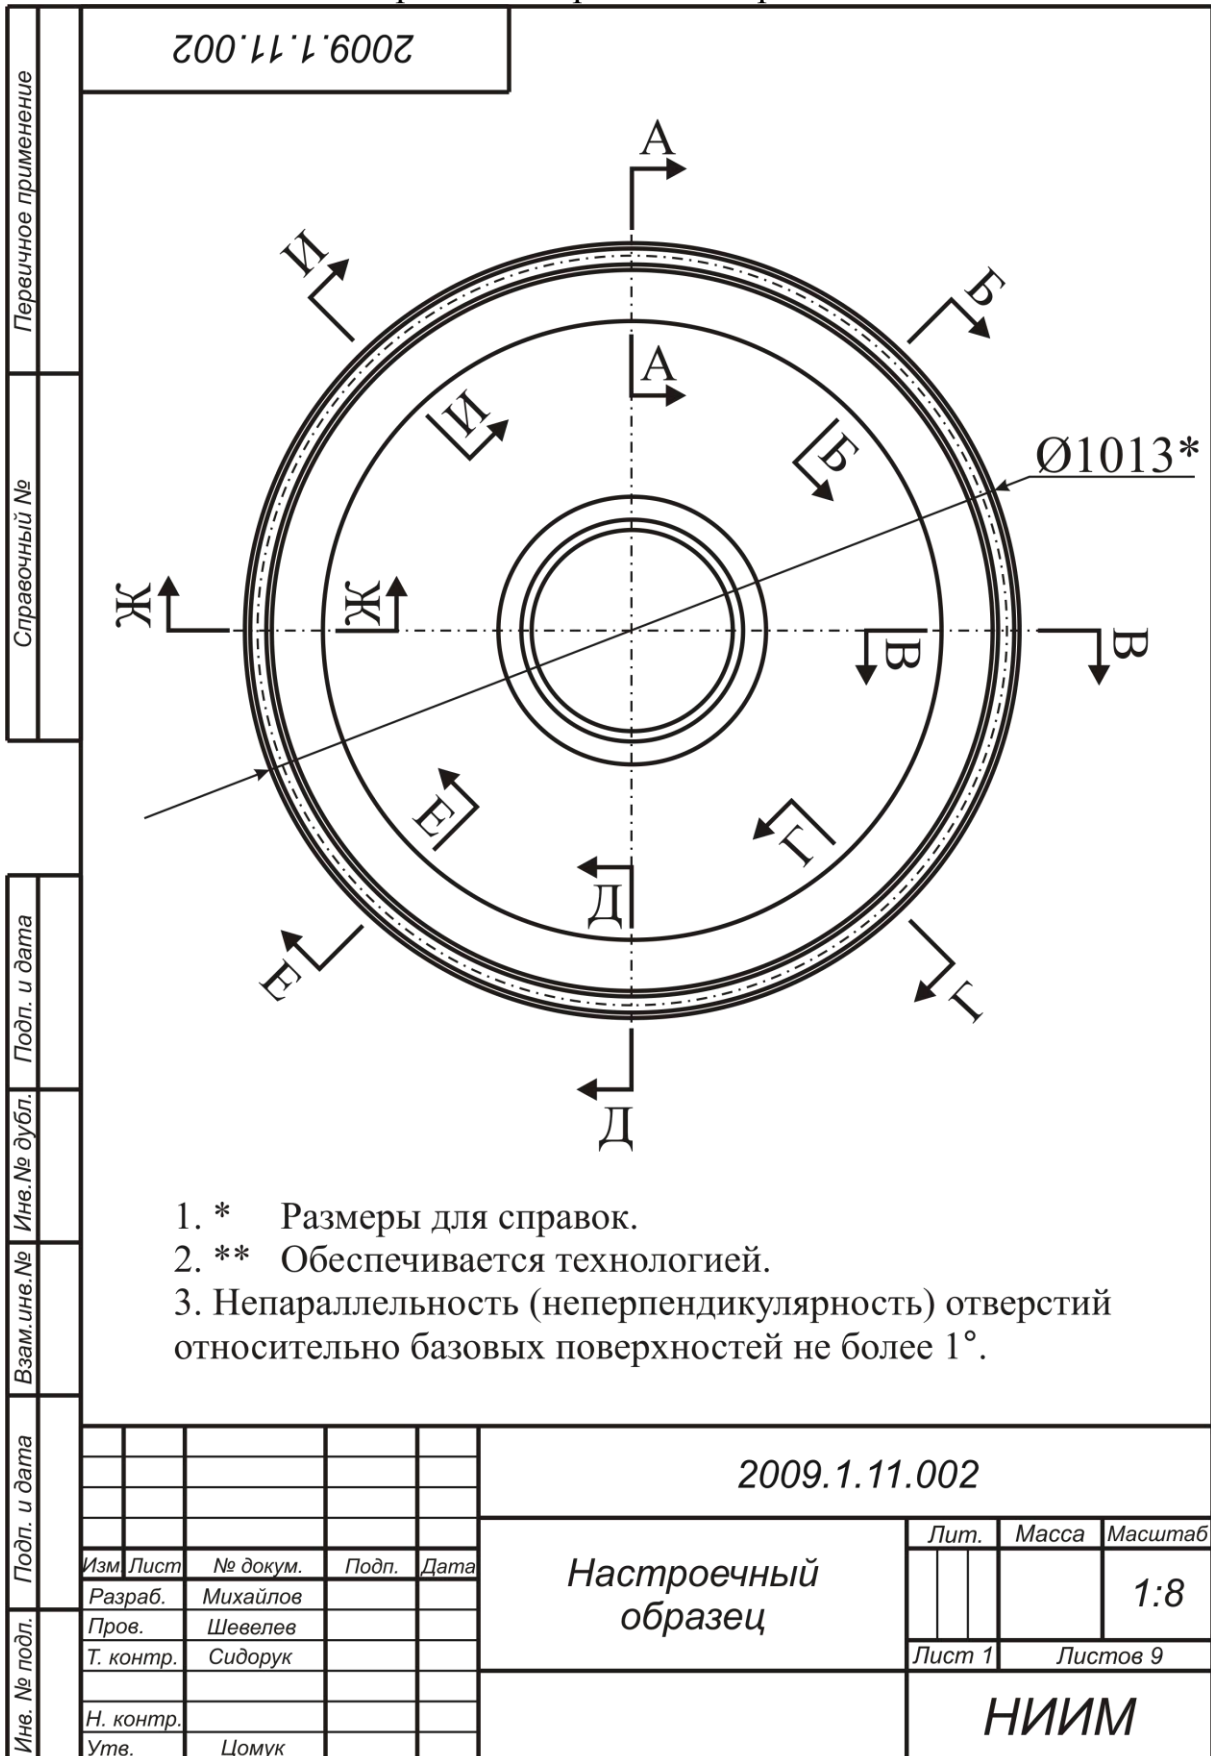 2009.1.11.002
Первичное применение
Справочный №
Подп. и дата
Инв.№ дубл.
Взам.инв.№
Подп. и дата
Инв. № подл.
А
И
Б
А
И
Б
Ø1013*
Ж
Ж
В
В
Е
Г
Д
Е
Г
Д
1. * Размеры для справок.
2. ** Обеспечивается технологией.
3. Непараллельность (неперпендикулярность) отверстий
относительно базовых поверхностей не более 1°.
2009.1.11.002
Изм Лист № докум. Подп. Дата
Разраб. Михайлов
Пров. Шевелев
Т. контр. Сидорук
Н. контр.
Утв. Цомук
Настроечный
образец
Лит. Масса Масштаб
1:8
Лист 1 Листов 9
НИИМ